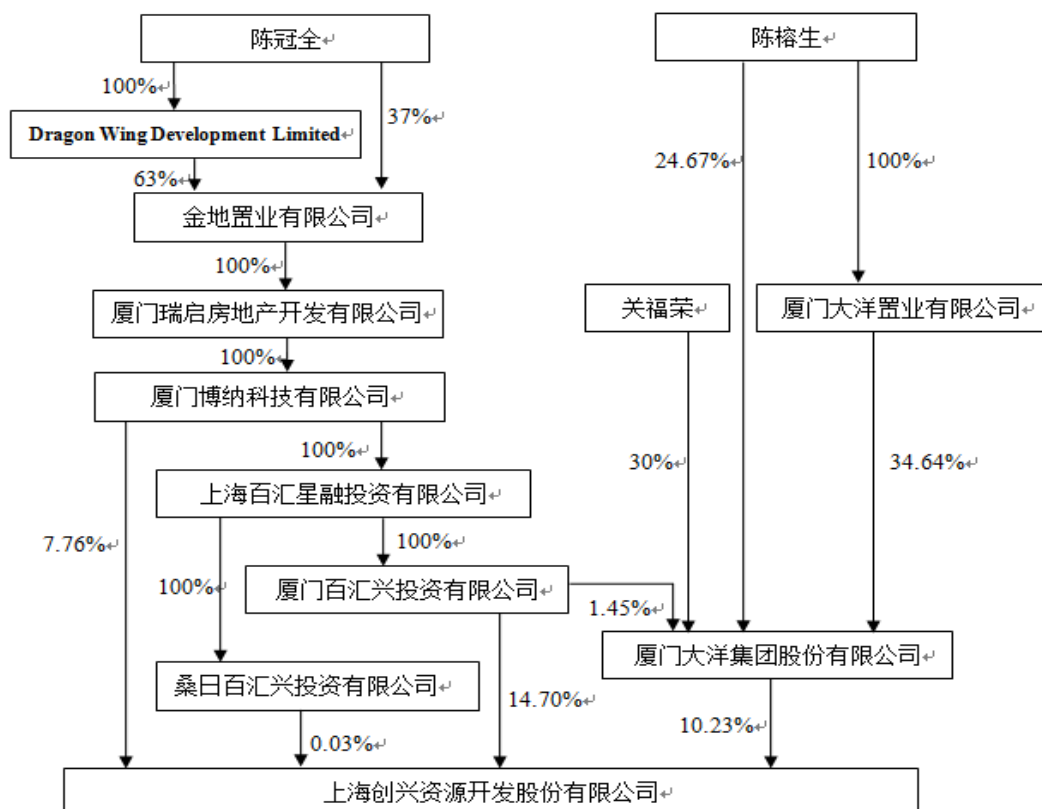 陈冠全
陈榕生
100%
37%
Dragon Wing Development Limited
63%
24.67%
100%
金地置业有限公司
100%
厦门瑞启房地产开发有限公司
关福荣
厦门大洋置业有限公司
100%
厦门博纳科技有限公司
100%
30%
34.64%
上海百汇星融投资有限公司
7.76%
100%
100%
厦门百汇兴投资有限公司
1.45%
厦门大洋集团股份有限公司
桑日百汇兴投资有限公司
14.70%
10.23%
0.03%
上海创兴资源开发股份有限公司